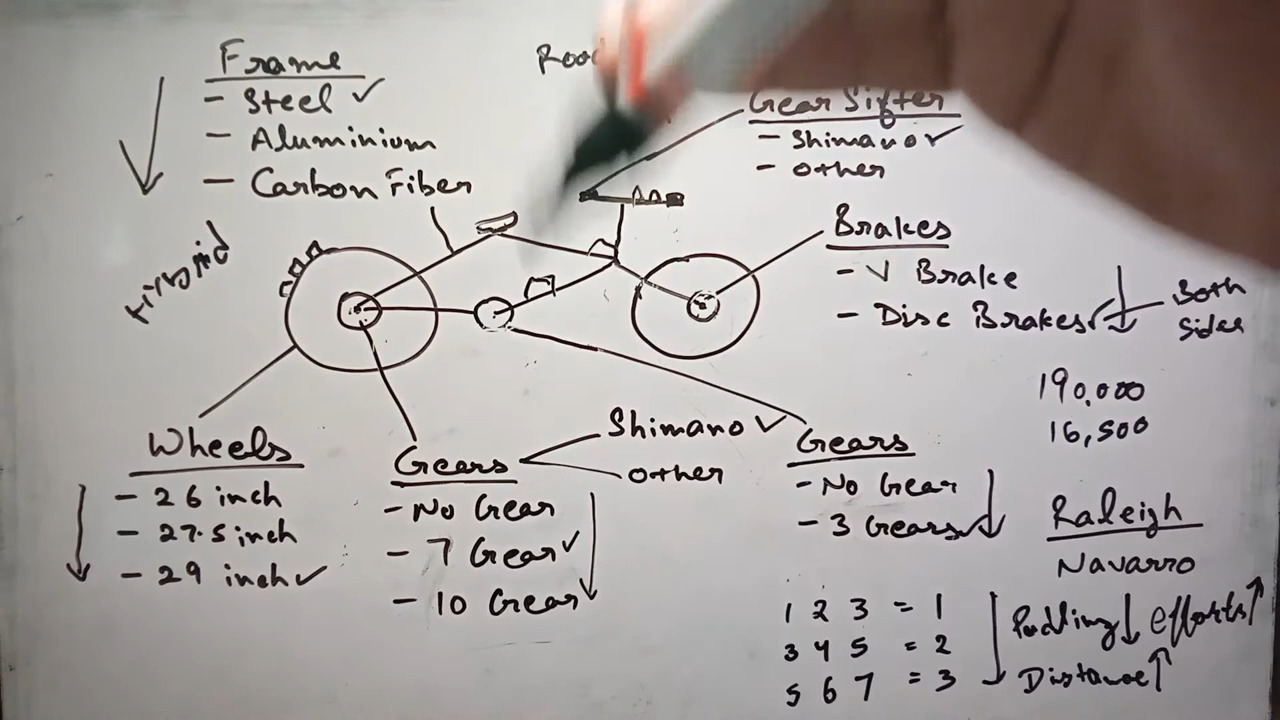 Frame
- Steel ✓
- Aluminium
- Carbon Fiber
Hybrid
Gear Sifter
- Shimano ✓
- other
Brakes
- V Brake
- Disc Brakes ✓
Both
Sides
190,000
16,500
Wheels
- 26 inch
- 27.5 inch
- 29 inch ✓
Gears
Shimano ✓
other
- No Gear
- 7 Gear ✓
- 10 Gear
Gears
- No Gear
- 3 Gears ✓
Raleigh
Navarro
1 2 3 = 1
3 4 5 = 2
5 6 7 = 3
↓ efforts ↑
Distance ↑